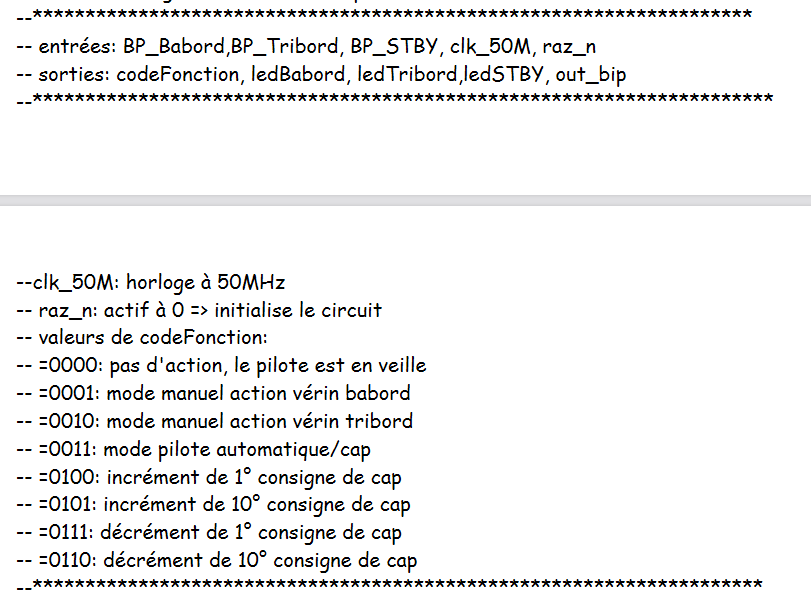 --*********************************************************************
-- entrées: BP_Babord,BP_Tribord, BP_STBY, clk_50M, raz_n
-- sorties: codeFonction, ledBabord, ledTribord,ledSTBY, out_bip
--***********************************************************************
--clk_50M: horloge à 50MHz
-- raz_n: actif à 0 => initialise le circuit
-- valeurs de codeFonction:
-- =0000: pas d'action, le pilote est en veille
-- =0001: mode manuel action vérin babord
-- =0010: mode manuel action vérin tribord
-- =0011: mode pilote automatique/cap
-- =0100: incrément de 1° consigne de cap
-- =0101: incrément de 10° consigne de cap
-- =0111: décrément de 1° consigne de cap
-- =0110: décrément de 10° consigne de cap
--**********************************************************************